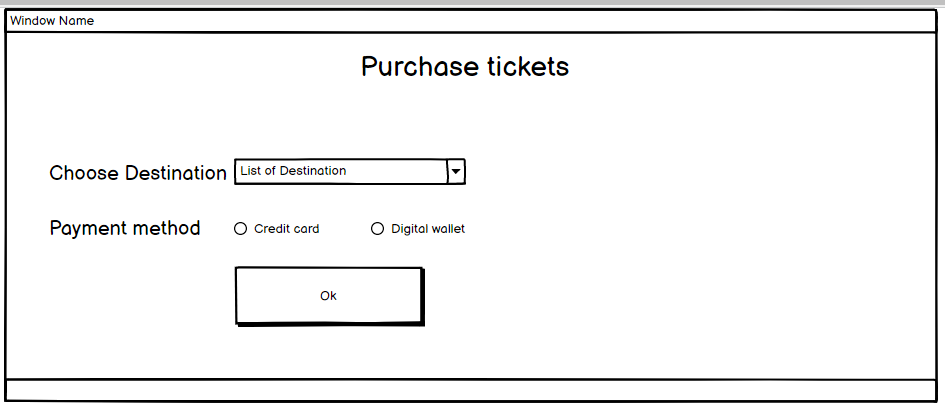 Window Name
Purchase tickets
Choose Destination List of Destination
Payment method Credit card Digital wallet
Ok